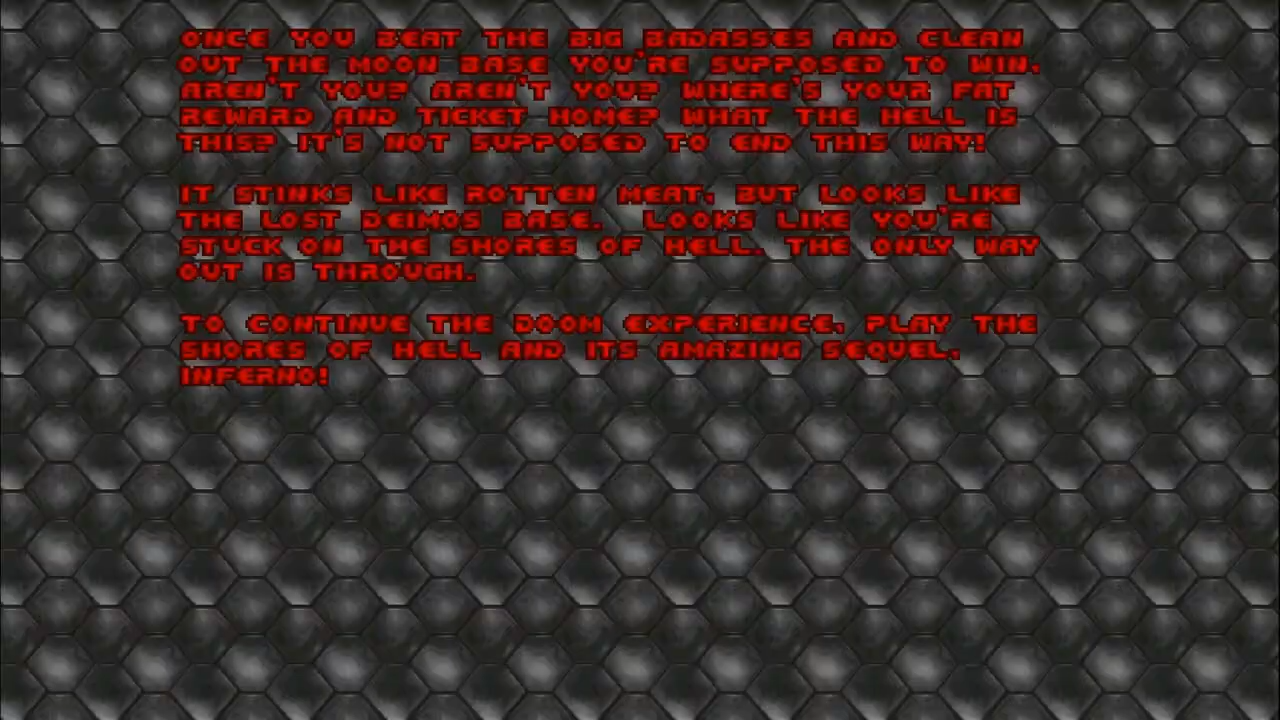 ONCE YOU BEAT THE BIG BADASSES AND CLEAN
OUT THE MOON BASE YOU'RE SUPPOSED TO WIN,
AREN'T YOU? AREN'T YOU? WHERE'S YOUR FAT
REWARD AND TICKET HOME? WHAT THE HELL IS
THIS? IT'S NOT SUPPOSED TO END THIS WAY!

IT STINKS LIKE ROTTEN MEAT, BUT LOOKS LIKE
THE LOST DEIMOS BASE.  LOOKS LIKE YOU'RE
STUCK ON THE SHORES OF HELL. THE ONLY WAY
OUT IS THROUGH.

TO CONTINUE THE DOOM EXPERIENCE, PLAY THE
SHORES OF HELL AND ITS AMAZING SEQUEL,
INFERNO!